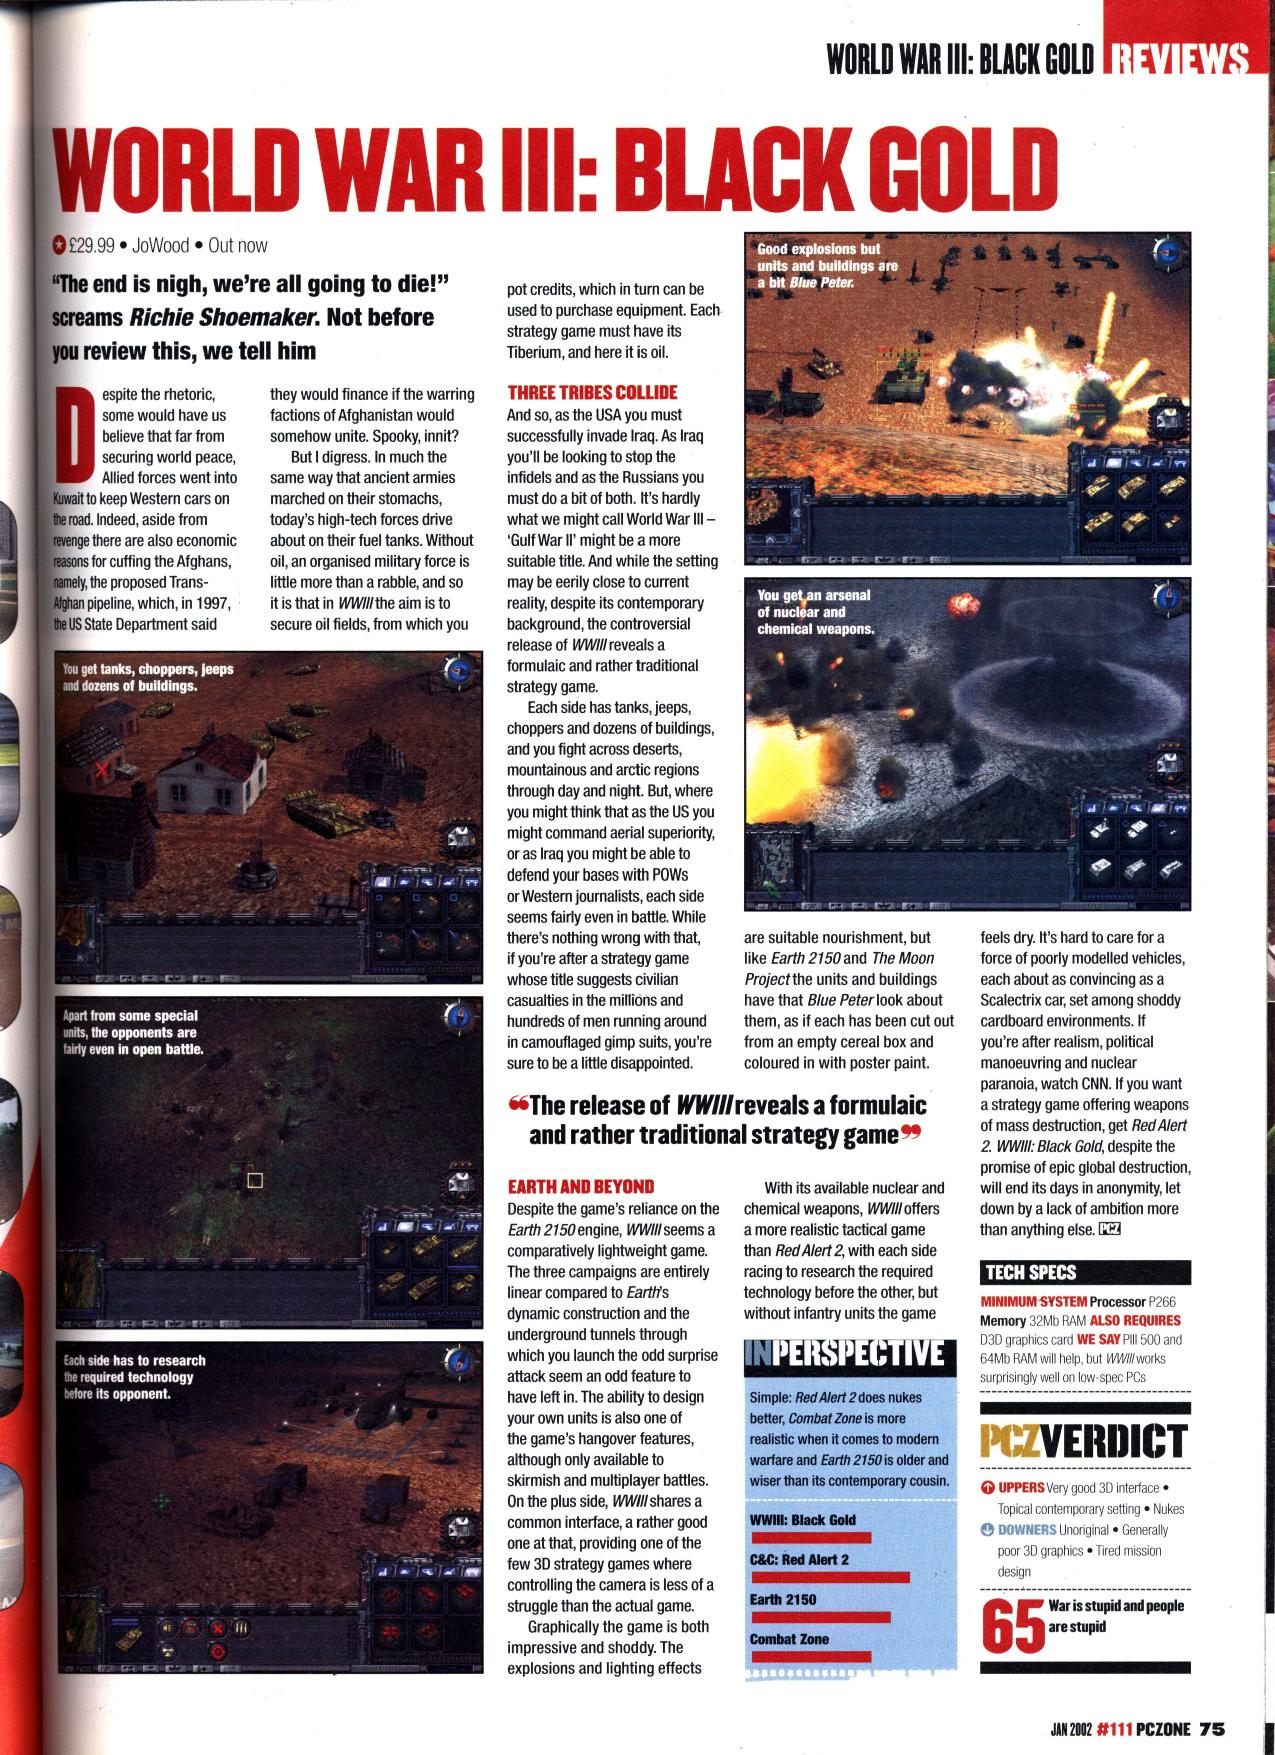 WORLD WAR III: BLACK GOLD REVIEWS
WORLD WAR III: BLACK GOLD
£29.99 • JoWood • Out now
“The end is nigh, we’re all going to die!”
screams Richie Shoemaker. Not before
you review this, we tell him
Despite the rhetoric,
some would have us
believe that far from
securing world peace,
Allied forces went into
Kuwait to keep Western cars on
the road. Indeed, aside from
revenge there are also economic
reasons for cuffing the Afghans,
namely, the proposed Trans-
Afghan pipeline, which, in 1997,
the US State Department said
they would finance if the warring
factions of Afghanistan would
somehow unite. Spooky, innit?
But I digress. In much the
same way that ancient armies
marched on their stomachs,
today’s high-tech forces drive
about on their fuel tanks. Without
oil, an organised military force is
little more than a rabble, and so
it is that in WWIII the aim is to
secure oil fields, from which you
pot credits, which in turn can be
used to purchase equipment. Each
strategy game must have its
Tiberium, and here it is oil.
THREE TRIBES COLLIDE
And so, as the USA you must
successfully invade Iraq. As Iraq
you’ll be looking to stop the
infidels and as the Russians you
must do a bit of both. It’s hardly
what we might call World War III –
‘Gulf War II’ might be a more
suitable title. And while the setting
may be eerily close to current
reality, despite its contemporary
background, the controversial
release of WWIII reveals a
formulaic and rather traditional
strategy game.
Each side has tanks, jeeps,
choppers and dozens of buildings,
and you fight across deserts,
mountainous and arctic regions
through day and night. But, where
you might think that as the US you
might command aerial superiority,
or as Iraq you might be able to
defend your bases with POWs
or Western journalists, each side
seems fairly even in battle. While
there’s nothing wrong with that,
if you’re after a strategy game
whose title suggests civilian
casualties in the millions and
hundreds of men running around
in camouflaged gimp suits, you’re
sure to be a little disappointed.
“The release of WWIII reveals a formulaic
and rather traditional strategy game”
EARTH AND BEYOND
Despite the game’s reliance on the
Earth 2150 engine, WWIII seems a
comparatively lightweight game.
The three campaigns are entirely
linear compared to Earth’s
dynamic construction and the
underground tunnels through
which you launch the odd surprise
attack seem an odd feature to
have left in. The ability to design
your own units is also one of
the game’s hangover features,
although only available to
skirmish and multiplayer battles.
On the plus side, WWIII shares a
common interface, a rather good
one at that, providing one of the
few 3D strategy games where
controlling the camera is less of a
struggle than the actual game.
Graphically the game is both
impressive and shoddy. The
explosions and lighting effects
are suitable nourishment, but
like Earth 2150 and The Moon
Project the units and buildings
have that Blue Peter look about
them, as if each has been cut out
from an empty cereal box and
coloured in with poster paint.
With its available nuclear and
chemical weapons, WWIII offers
a more realistic tactical game
than Red Alert 2, with each side
racing to research the required
technology before the other, but
without infantry units the game
feels dry. It’s hard to care for a
force of poorly modelled vehicles,
each about as convincing as a
Scalectrix car, set among shoddy
cardboard environments. If
you’re after realism, political
manoeuvring and nuclear
paranoia, watch CNN. If you want
a strategy game offering weapons
of mass destruction, get Red Alert
2. WWIII: Black Gold, despite the
promise of epic global destruction,
will end its days in anonymity, let
down by a lack of ambition more
than anything else. PCZ
You get tanks, choppers, jeeps
and dozens of buildings.
Apart from some special
units, the opponents are
fairly even in open battle.
Each side has to research
the required technology
before its opponent.
Good explosions but
units and buildings are
a bit Blue Peter.
You get an arsenal
of nuclear and
chemical weapons.
INPERSPECTIVE
Simple: Red Alert 2 does nukes
better, Combat Zone is more
realistic when it comes to modern
warfare and Earth 2150 is older and
wiser than its contemporary cousin.
WWIII: Black Gold
C&C: Red Alert 2
Earth 2150
Combat Zone
TECH SPECS
MINIMUM SYSTEM Processor P266
Memory 32Mb RAM ALSO REQUIRES
D3D graphics card WE SAY PIII 500 and
64Mb RAM will help, but WWIII works
surprisingly well on low-spec PCs
PCZVERDICT
UPPERS Very good 3D interface •
Topical contemporary setting • Nukes
DOWNERS Unoriginal • Generally
poor 3D graphics • Tired mission
design
65 War is stupid and people
are stupid
JAN 2002 #111 PCZONE 75